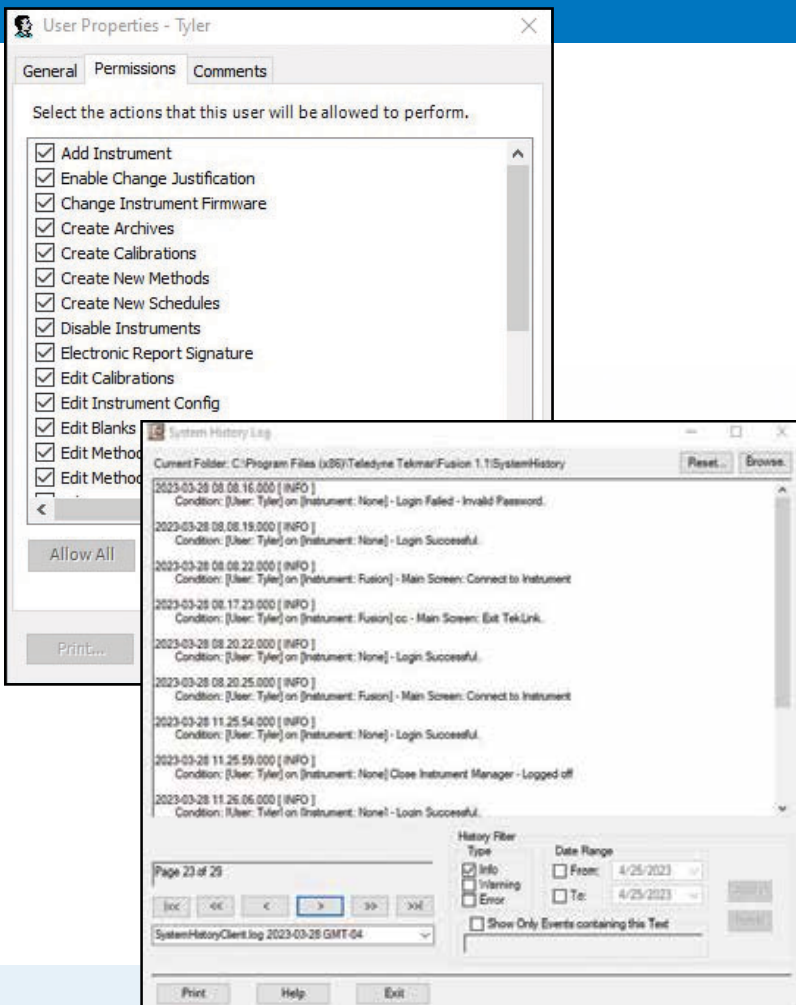 User Properties - Tyler
General Permissions Comments
Select the actions that this user will be allowed to perform.
Add Instrument
Enable Change Justification
Change Instrument Firmware
Create Archives
Create Calibrations
Create New Methods
Create New Schedules
Disable Instruments
Electronic Report Signature
Edit Calibrations
Edit Instrument Config
Edit Blanks
Edit Method
Edit Method
Allow All
Print...
System History Log
Current Folder: C:\Program Files (x86)\Teledyne Tekmar\Fusion 1.1\SystemHistory
Reset... Browse.
2023-03-28 08.08.16.000 [ INFO ]
Condition: [User: Tyler] on [Instrument: None] - Login Failed - Invalid Password.
2023-03-28 08.08.19.000 [ INFO ]
Condition: [User: Tyler] on [Instrument: None] - Login Successful.
2023-03-28 08.08.22.000 [ INFO ]
Condition: [User: Tyler] on [Instrument: Fusion] - Main Screen: Connect to Instrument
2023-03-28 08.17.23.000 [ INFO ]
Condition: [User: Tyler] on [Instrument: Fusion] cc - Main Screen: Exit TekLink.
2023-03-28 08.20.22.000 [ INFO ]
Condition: [User: Tyler] on [Instrument: None] - Login Successful.
2023-03-28 08.20.25.000 [ INFO ]
Condition: [User: Tyler] on [Instrument: Fusion] - Main Screen: Connect to Instrument
2023-03-28 11.25.54.000 [ INFO ]
Condition: [User: Tyler] on [Instrument: None] - Login Successful.
2023-03-28 11.25.59.000 [ INFO ]
Condition: [User: Tyler] on [Instrument: None] Close Instrument Manager - Logged off
2023-03-28 11.26.06.000 [ INFO ]
Condition: [User: Tyler] on [Instrument: None] - Login Successful.
Page 23 of 29
|<< << < > >> >>|
SystemHistoryClient.log 2023-03-28 GMT-04
History Filter
Type
Info
Warning
Error
Date Range
From: 4/25/2023
To: 4/25/2023
Show Only Events containing this Text
Print Help Exit